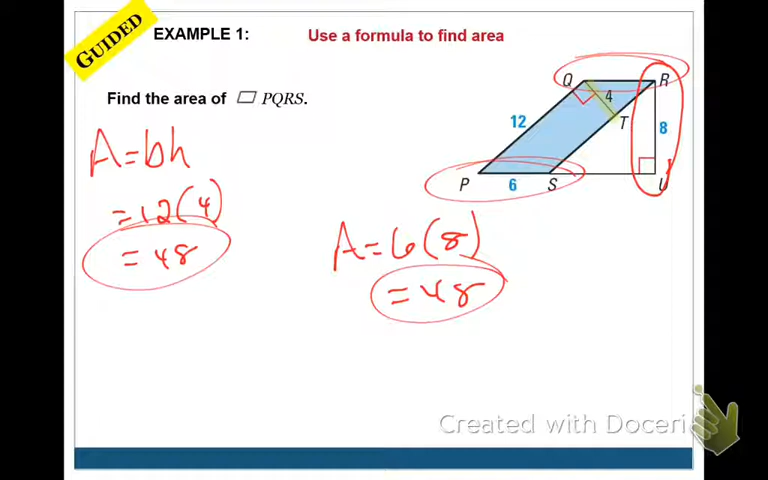 GUIDED
EXAMPLE 1:
Use a formula to find area
Find the area of ▱ PQRS.
Q
R
4
T
12
8
P
6
S
U
A=bh
=12(4)
=48
A=6(8)
=48
Created with Doceri